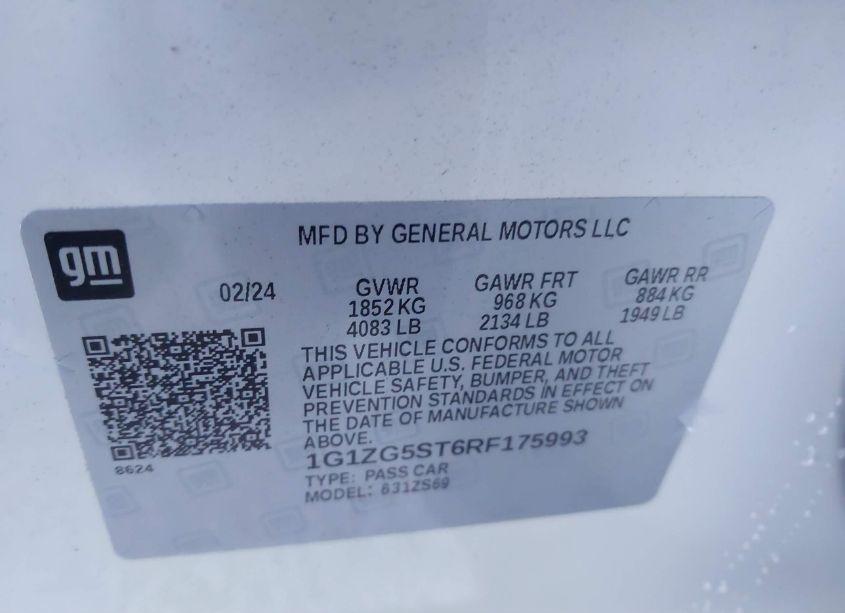 gm
MFD BY GENERAL MOTORS LLC
02/24
GVWR
1852 KG
4083 LB
GAWR FRT
968 KG
2134 LB
GAWR RR
884 KG
1949 LB
THIS VEHICLE CONFORMS TO ALL
APPLICABLE U.S. FEDERAL MOTOR
VEHICLE SAFETY, BUMPER, AND THEFT
PREVENTION STANDARDS IN EFFECT ON
THE DATE OF MANUFACTURE SHOWN
ABOVE.
1G1ZG5ST6RF175993
TYPE: PASS CAR
MODEL: 631ZS69
8624